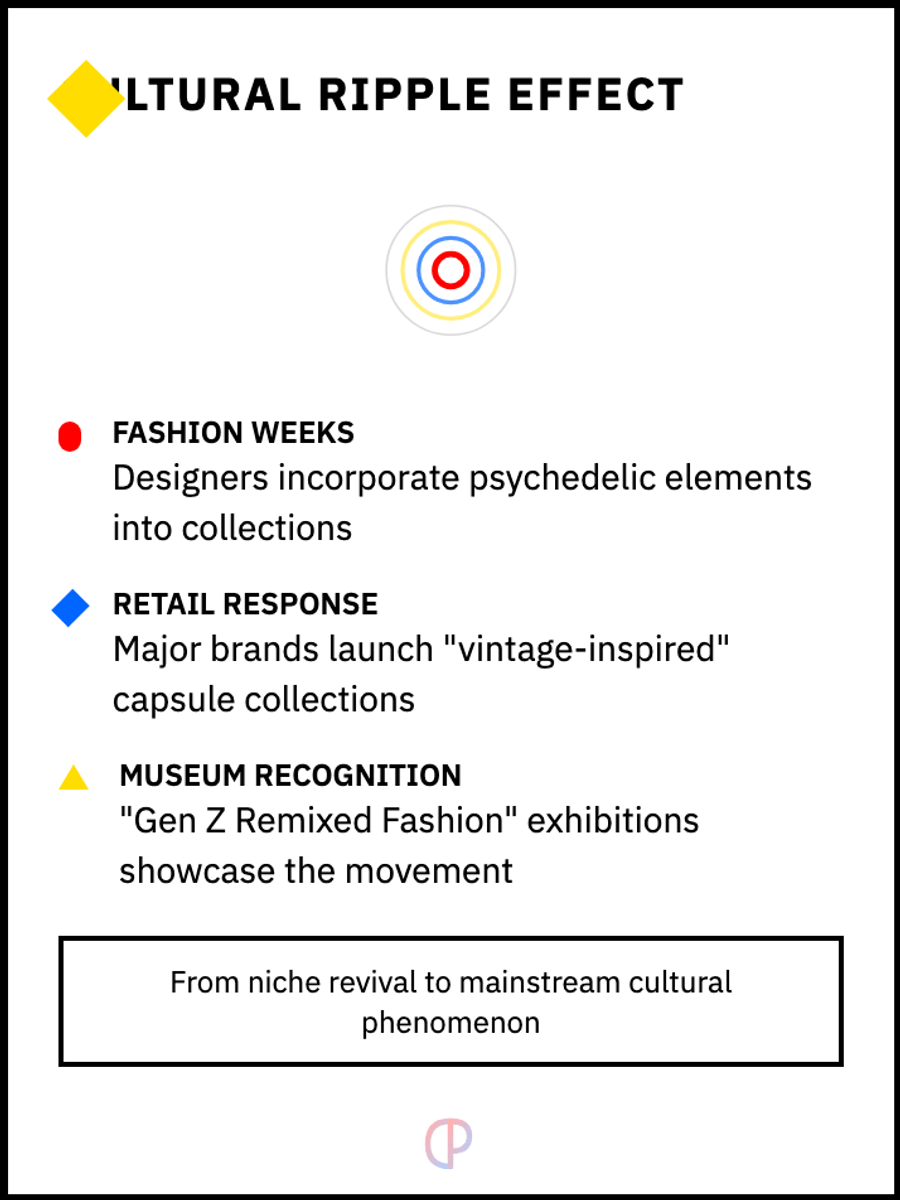 LTURAL RIPPLE EFFECT
FASHION WEEKS
Designers incorporate psychedelic elements
into collections
RETAIL RESPONSE
Major brands launch "vintage-inspired"
capsule collections
MUSEUM RECOGNITION
"Gen Z Remixed Fashion" exhibitions
showcase the movement
From niche revival to mainstream cultural
phenomenon